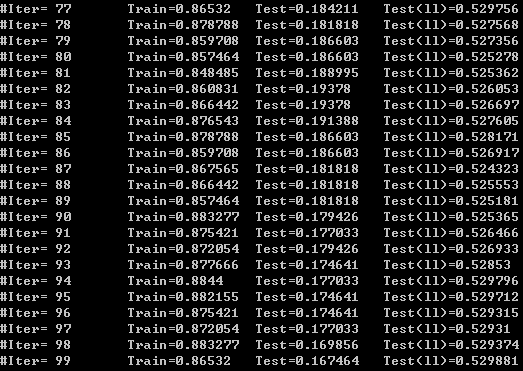 #Iter= 77 Train=0.86532 Test=0.184211 Test(ll)=0.529756
#Iter= 78 Train=0.878788 Test=0.181818 Test(ll)=0.527568
#Iter= 79 Train=0.859708 Test=0.186603 Test(ll)=0.527356
#Iter= 80 Train=0.857464 Test=0.186603 Test(ll)=0.525278
#Iter= 81 Train=0.848485 Test=0.188995 Test(ll)=0.525362
#Iter= 82 Train=0.860831 Test=0.19378 Test(ll)=0.526053
#Iter= 83 Train=0.866442 Test=0.19378 Test(ll)=0.526697
#Iter= 84 Train=0.876543 Test=0.191388 Test(ll)=0.527605
#Iter= 85 Train=0.878788 Test=0.186603 Test(ll)=0.528171
#Iter= 86 Train=0.859708 Test=0.186603 Test(ll)=0.526917
#Iter= 87 Train=0.867565 Test=0.181818 Test(ll)=0.524323
#Iter= 88 Train=0.866442 Test=0.181818 Test(ll)=0.525553
#Iter= 89 Train=0.857464 Test=0.181818 Test(ll)=0.525181
#Iter= 90 Train=0.883277 Test=0.179426 Test(ll)=0.525365
#Iter= 91 Train=0.875421 Test=0.177033 Test(ll)=0.526466
#Iter= 92 Train=0.872054 Test=0.179426 Test(ll)=0.526933
#Iter= 93 Train=0.877666 Test=0.174641 Test(ll)=0.52853
#Iter= 94 Train=0.8844 Test=0.177033 Test(ll)=0.529796
#Iter= 95 Train=0.882155 Test=0.174641 Test(ll)=0.529712
#Iter= 96 Train=0.875421 Test=0.174641 Test(ll)=0.529315
#Iter= 97 Train=0.872054 Test=0.177033 Test(ll)=0.52931
#Iter= 98 Train=0.883277 Test=0.169856 Test(ll)=0.529374
#Iter= 99 Train=0.86532 Test=0.167464 Test(ll)=0.529881